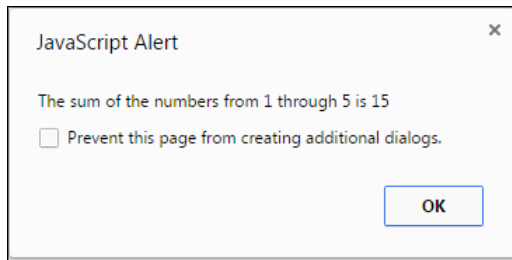 JavaScript Alert
The sum of the numbers from 1 through 5 is 15
Prevent this page from creating additional dialogs.
OK